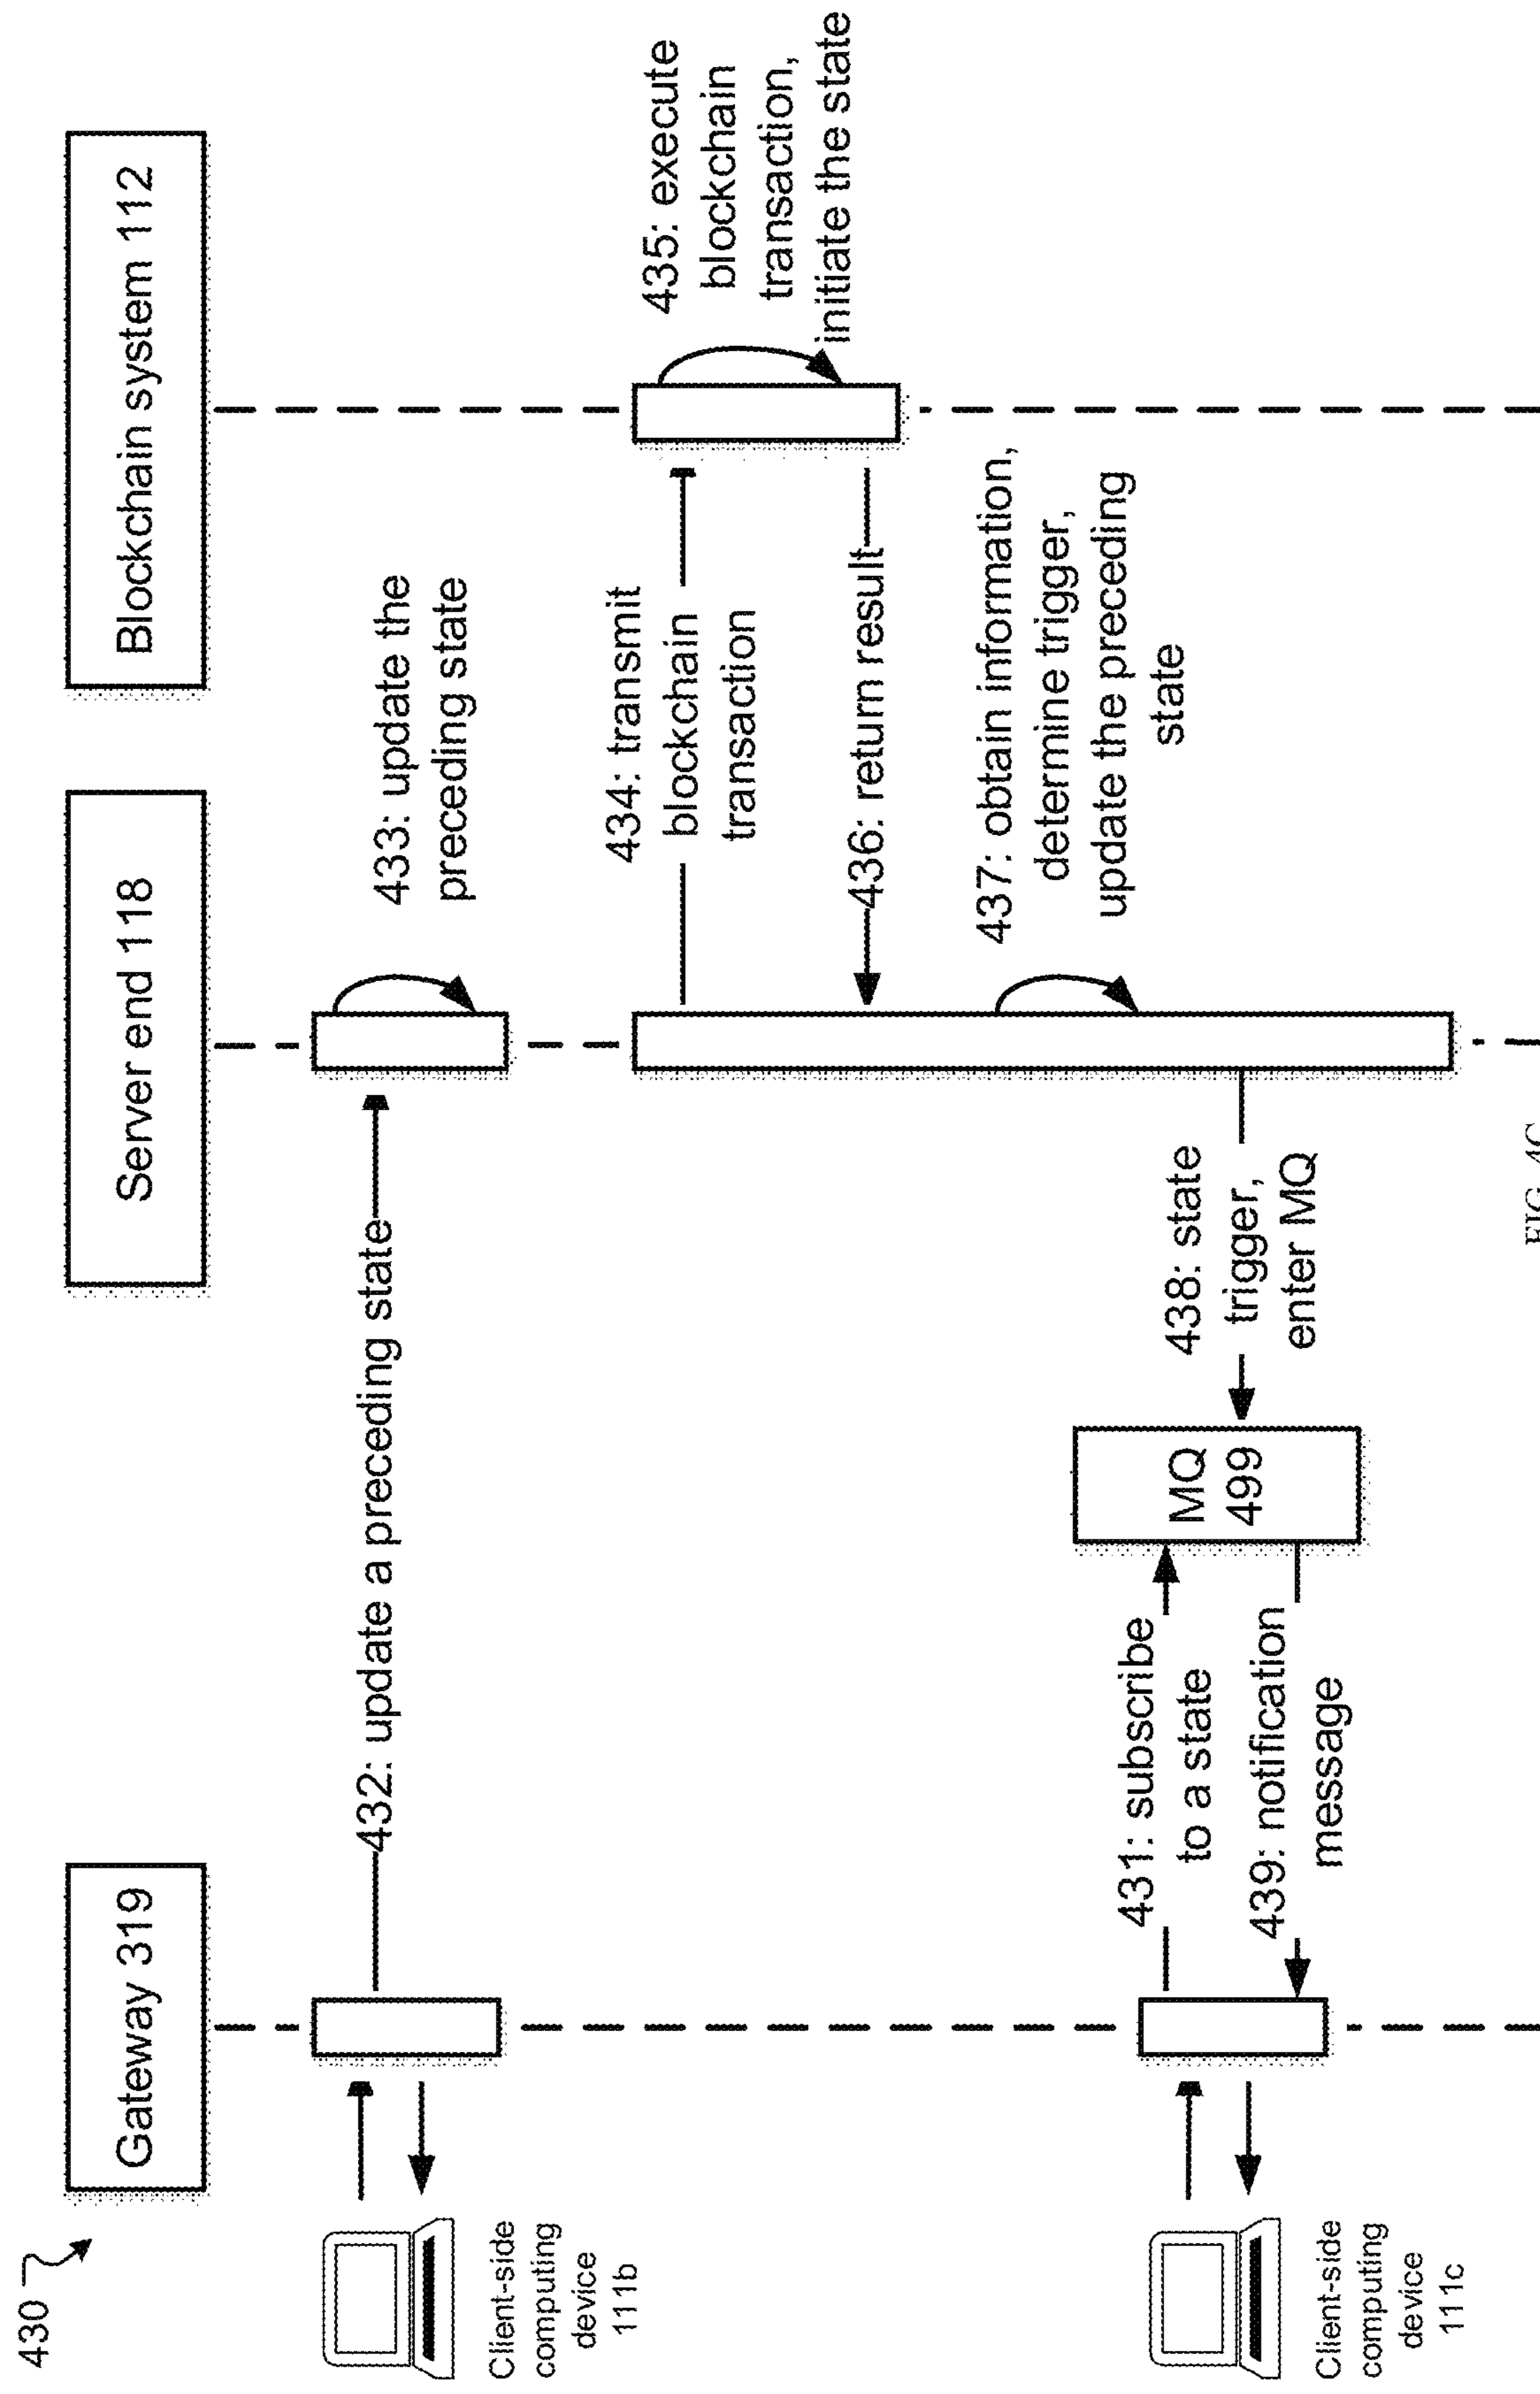 430
Gateway 319
Server end 118
Blockchain system 112
Client-side
computing
device
111b
432: update a preceding state
433: update the
preceding state
434: transmit
blockchain
transaction
435: execute
blockchain
transaction,
initiate the state
436: return result
437: obtain information,
determine trigger,
update the preceding
state
Client-side
computing
device
111c
431: subscribe
to a state
439: notification
message
MQ
499
438: state
trigger,
enter MQ
FIG. 4C